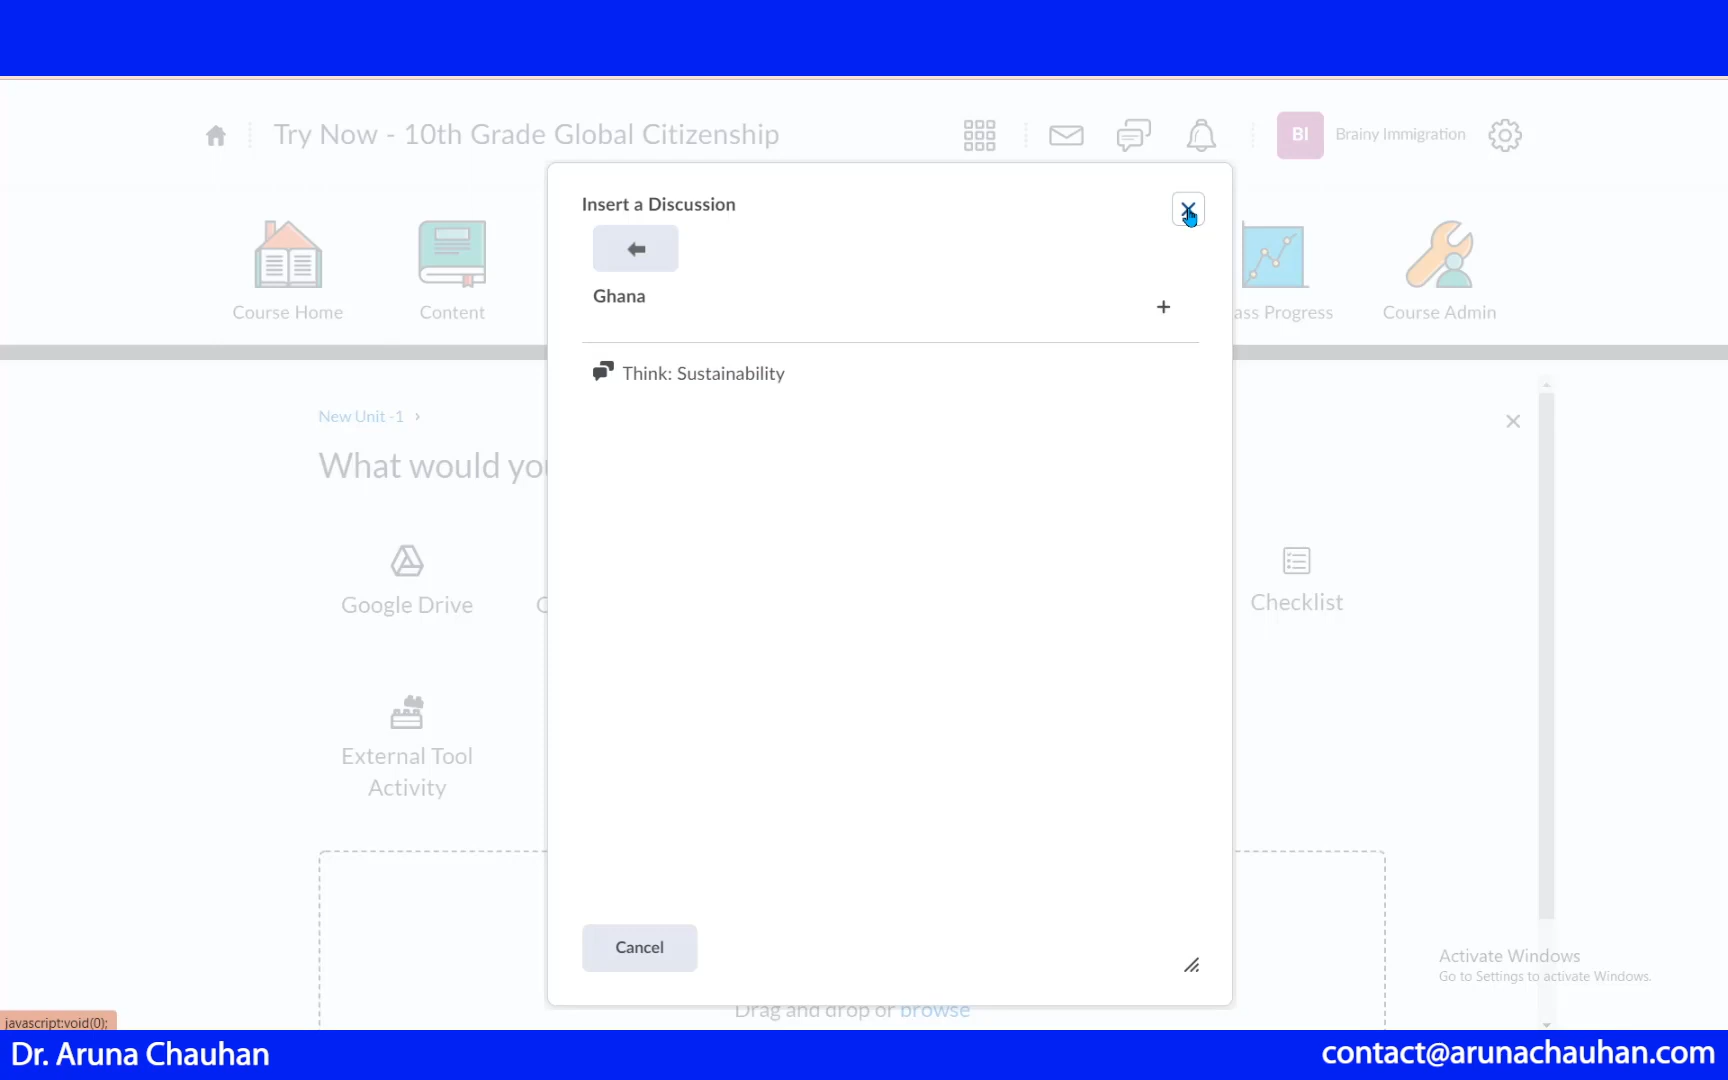 Try Now - 10th Grade Global Citizenship
BI
Brainy Immigration
Insert a Discussion
Ghana
Course Home
Content
ass Progress
Course Admin
Think: Sustainability
New Unit -1 ›
What would you
Google Drive
Checklist
External Tool
Activity
Cancel
Activate Windows
Go to Settings to activate Windows.
Drag and drop or browse
javascript:void(0);
Dr. Aruna Chauhan
contact@arunachauhan.com